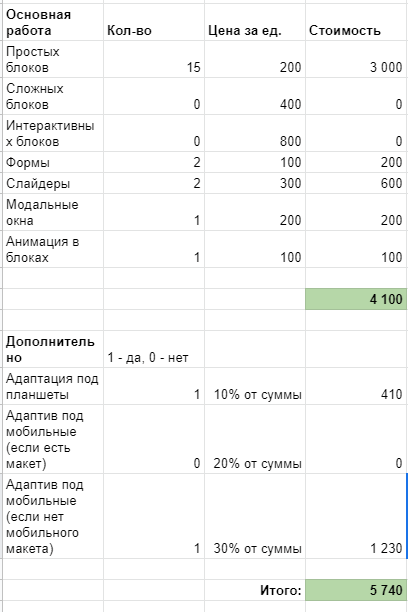 Основная
работа Кол-во Цена за ед. Стоимость
Простых
блоков 15 200 3 000
Сложных
блоков 0 400 0
Интерактивны
х блоков 0 800 0
Формы 2 100 200
Слайдеры 2 300 600
Модальные
окна 1 200 200
Анимация в
блоках 1 100 100
4 100
Дополнитель
но 1 - да, 0 - нет
Адаптация под
планшеты 1 10% от суммы 410
Адаптив под
мобильные
(если есть
макет) 0 20% от суммы 0
Адаптив под
мобильные
(если нет
мобильного
макета) 1 30% от суммы 1 230
Итого: 5 740